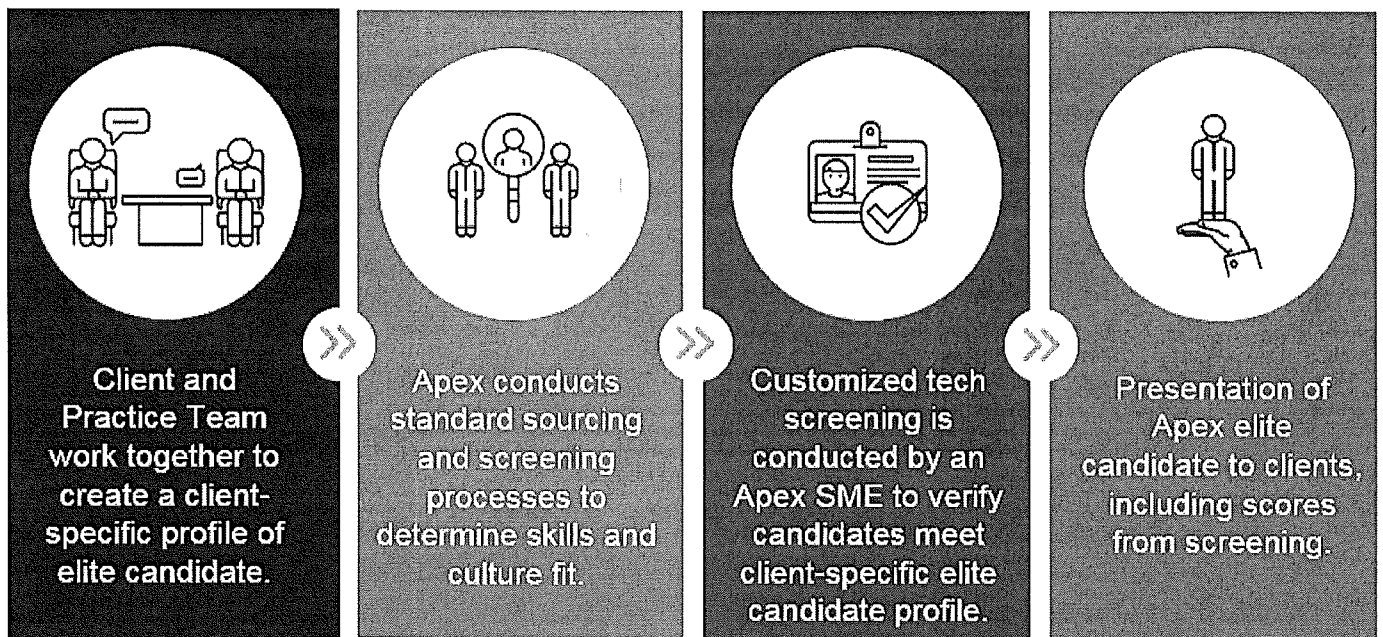 Client and
Practice Team
work together to
create a client-
specific profile of
elite candidate.
Apex conducts
standard sourcing
and screening
processes to
determine skills and
culture fit.
Customized tech
screening is
conducted by an
Apex SME to verify
candidates meet
client-specific elite
candidate profile.
Presentation of
Apex elite
candidate to clients,
including scores
from screening.